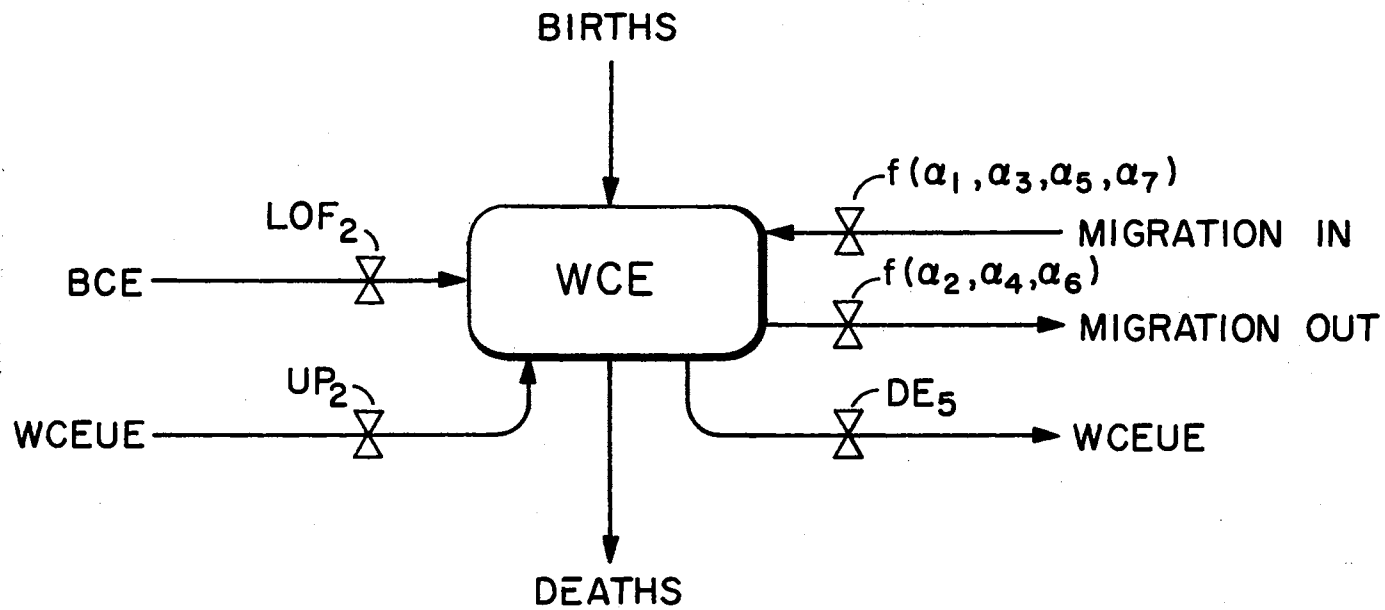 BIRTHS
f(α₁,α₃,α₅,α₇)
LOF₂
MIGRATION IN
BCE
WCE
f(α₂,α₄,α₆)
MIGRATION OUT
UP₂
DE₅
WCEUE
WCEUE
DEATHS